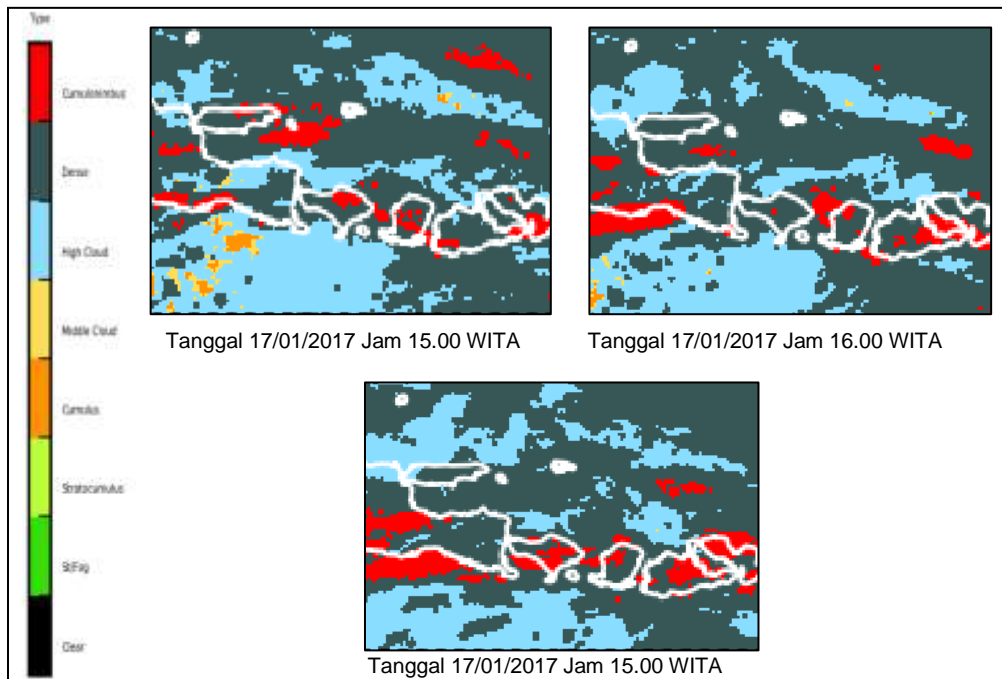 Type
Cumulonimbus
Dense
High Cloud
Middle Cloud
Cumulus
Stratocumulus
St/Fog
Clear
Tanggal 17/01/2017 Jam 15.00 WITA
Tanggal 17/01/2017 Jam 16.00 WITA
Tanggal 17/01/2017 Jam 15.00 WITA